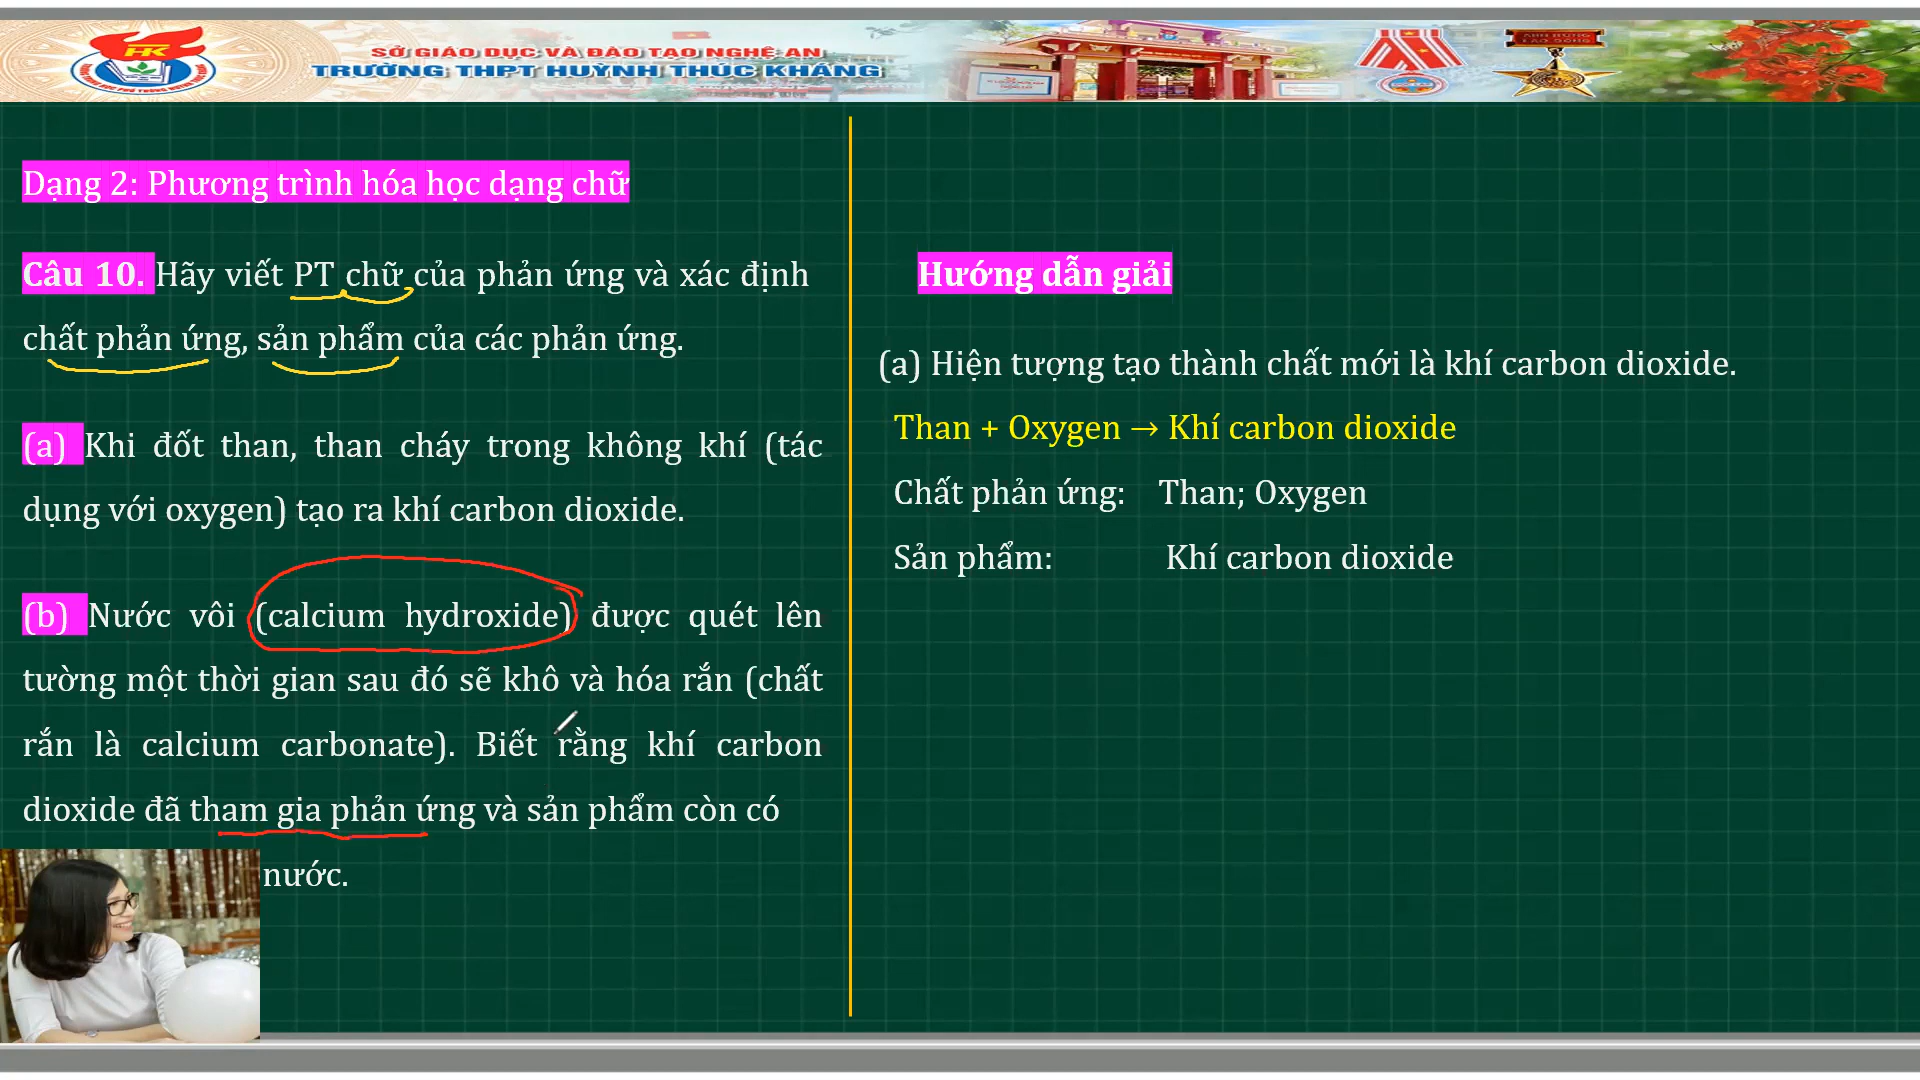 HK
SỞ GIÁO DỤC VÀ ĐÀO TẠO NGHỆ AN
TRƯỜNG THPT HUỲNH THÚC KHÁNG
Dạng 2: Phương trình hóa học dạng chữ
Câu 10. Hãy viết PT chữ của phản ứng và xác định
chất phản ứng, sản phẩm của các phản ứng.
(a) Khi đốt than, than cháy trong không khí (tác
dụng với oxygen) tạo ra khí carbon dioxide.
(b) Nước vôi (calcium hydroxide) được quét lên
tường một thời gian sau đó sẽ khô và hóa rắn (chất
rắn là calcium carbonate). Biết rằng khí carbon
dioxide đã tham gia phản ứng và sản phẩm còn có
nước.
Hướng dẫn giải
(a) Hiện tượng tạo thành chất mới là khí carbon dioxide.
Than + Oxygen → Khí carbon dioxide
Chất phản ứng: Than; Oxygen
Sản phẩm: Khí carbon dioxide